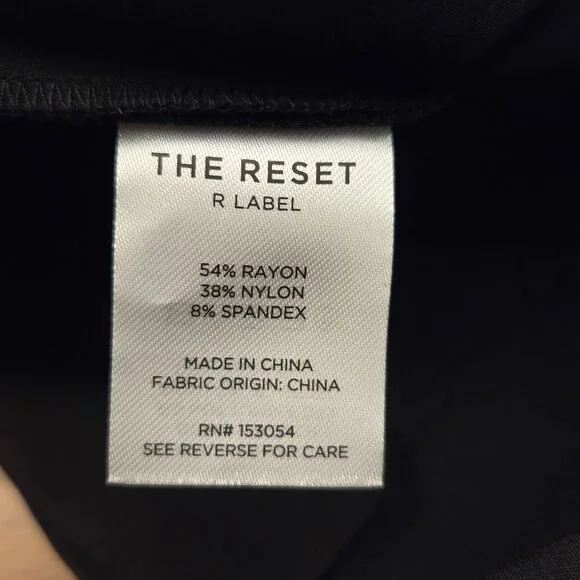 THE RESET
R LABEL
54% RAYON
38% NYLON
8% SPANDEX
MADE IN CHINA
FABRIC ORIGIN: CHINA
RN# 153054
SEE REVERSE FOR CARE